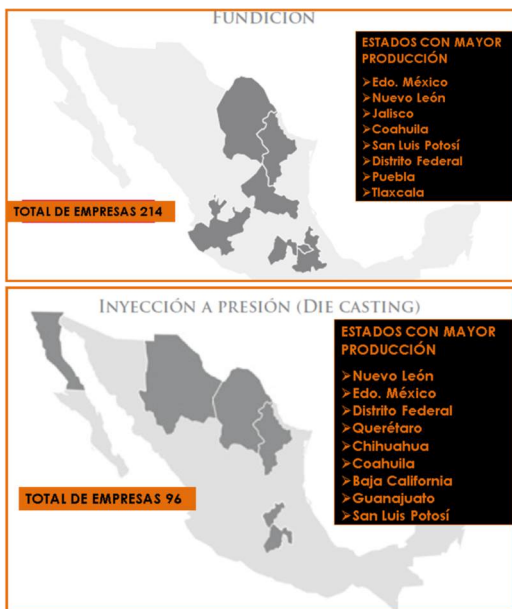 FUNDICIÓN
ESTADOS CON MAYOR
PRODUCCIÓN
➢Edo. México
➢Nuevo León
➢Jalisco
➢Coahuila
➢San Luis Potosí
➢Distrito Federal
➢Puebla
➢Tlaxcala
TOTAL DE EMPRESAS 214
INYECCIÓN A PRESIÓN (DIE CASTING)
ESTADOS CON MAYOR
PRODUCCIÓN
➢Nuevo León
➢Edo. México
➢Distrito Federal
➢Querétaro
➢Chihuahua
➢Coahuila
➢Baja California
➢Guanajuato
➢San Luis Potosí
TOTAL DE EMPRESAS 96